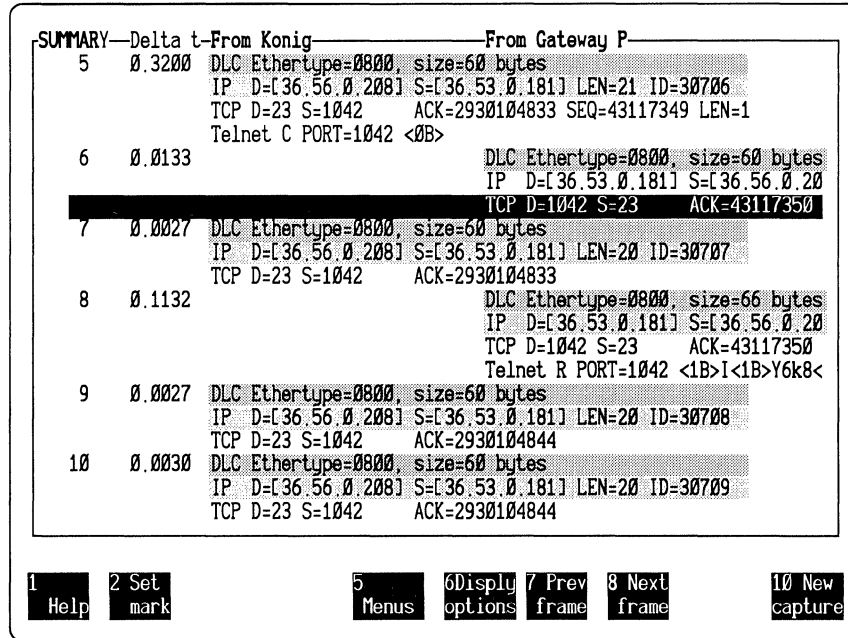 SUMMARY—Delta t—From Konig—From Gateway P—
5 0.3200 DLC Ethertype=0800, size=60 bytes
IP D=[36.56.0.208] S=[36.53.0.181] LEN=21 ID=30706
TCP D=23 S=1042 ACK=2930104833 SEQ=43117349 LEN=1
Telnet C PORT=1042 <0B>
6 0.0133 DLC Ethertype=0800, size=60 bytes
IP D=[36.53.0.181] S=[36.56.0.20
TCP D=1042 S=23 ACK=43117350
7 0.0027 DLC Ethertype=0800, size=60 bytes
IP D=[36.56.0.208] S=[36.53.0.181] LEN=20 ID=30707
TCP D=23 S=1042 ACK=2930104833
8 0.1132 DLC Ethertype=0800, size=66 bytes
IP D=[36.53.0.181] S=[36.56.0.20
TCP D=1042 S=23 ACK=43117350
Telnet R PORT=1042 <1B>I<1B>Y6k8<
9 0.0027 DLC Ethertype=0800, size=60 bytes
IP D=[36.56.0.208] S=[36.53.0.181] LEN=20 ID=30708
TCP D=23 S=1042 ACK=2930104844
10 0.0030 DLC Ethertype=0800, size=60 bytes
IP D=[36.56.0.208] S=[36.53.0.181] LEN=20 ID=30709
TCP D=23 S=1042 ACK=2930104844
1 Help
2 Set mark
5 Menus
6Disply options
7 Prev frame
8 Next frame
10 New capture